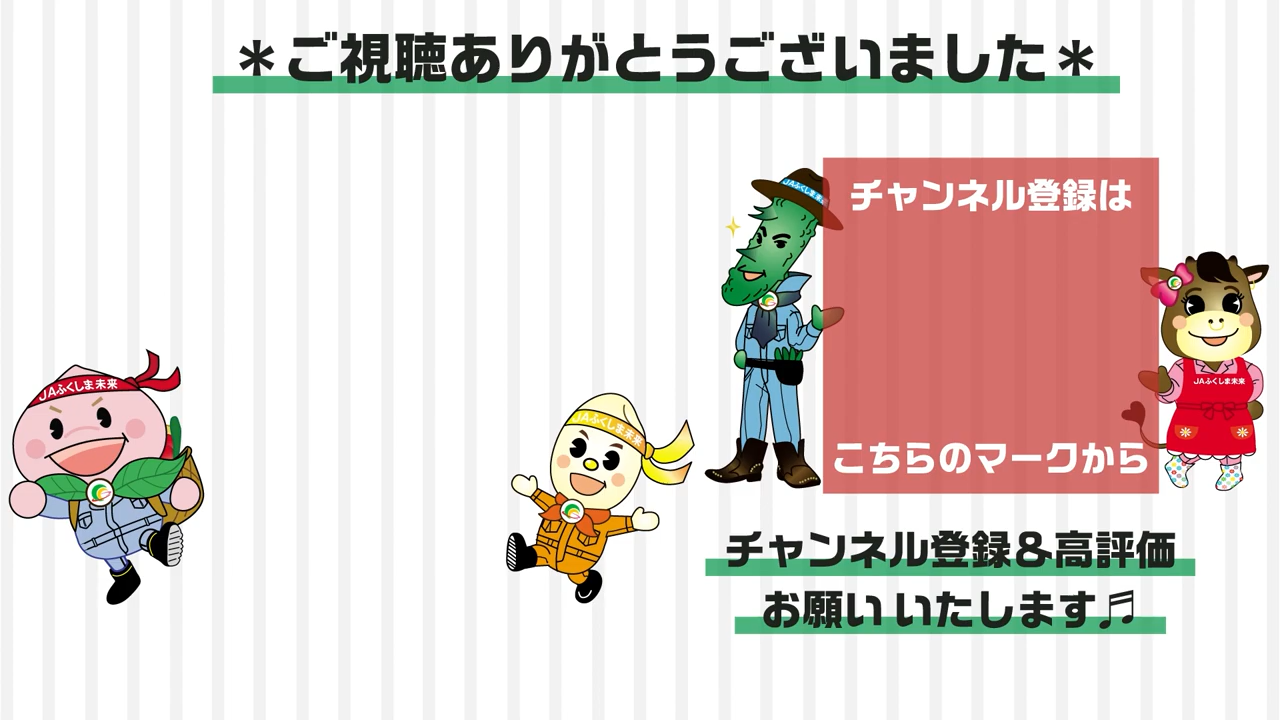 ＊ご視聴ありがとうございました＊
JAふくしま未来
チャンネル登録は
JAふくしま未来
JAふくしま未来
JAふくしま未来
こちらのマークから
チャンネル登録&高評価
お願いいたします♬